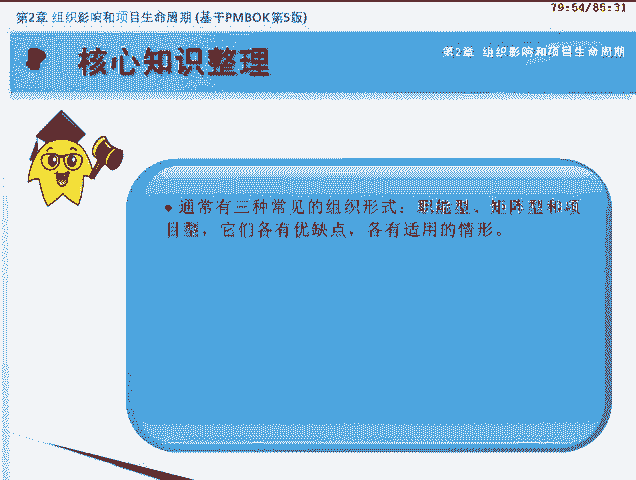 79:54/85:31
第2章 组织影响和项目生命周期 (基于PMBOK第5版)
核心知识整理
第2章 组织影响和项目生命周期
• 通常有三种常见的组织形式：职能型、矩阵型和项
目型，它们各有优缺点，各有适用的情形。